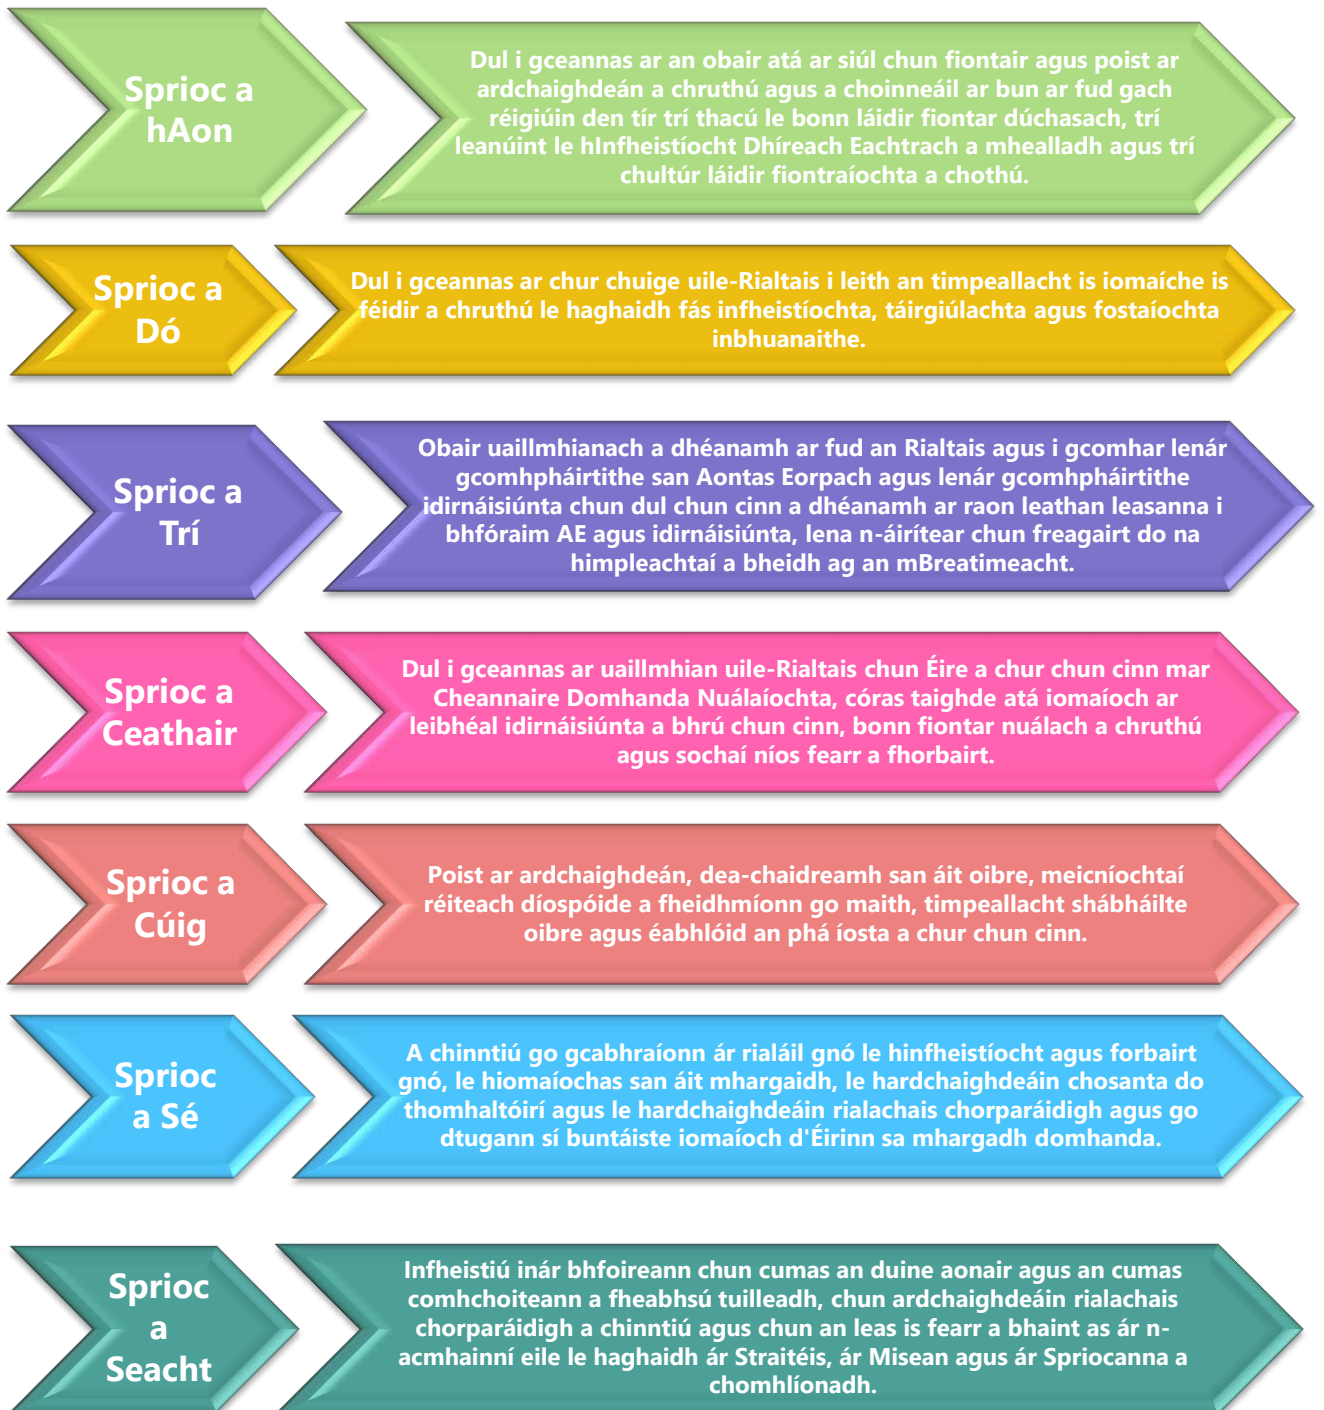 Sprioc a
hAon
Dul i gceannas ar an obair atá ar siúl chun fiontair agus poist ar
ardchaighdeán a chruthú agus a choinneáil ar bun ar fud gach
réigiúin den tír trí thacú le bonn láidir fiontar dúchasach, trí
leanúint le hInfheistíocht Dhíreach Eachtrach a mhealladh agus trí
chultúr láidir fiontraíochta a chothú.
Sprioc a
Dó
Dul i gceannas ar chur chuige uile-Rialtais i leith an timpeallacht is iomaíche is
féidir a chruthú le haghaidh fás infheistíochta, táirgiúlachta agus fostaíochta
inbhuanaithe.
Sprioc a
Trí
Obair uaillmhianach a dhéanamh ar fud an Rialtais agus i gcomhar lenár
gcomhpháirtithe san Aontas Eorpach agus lenár gcomhpháirtithe
idirnáisiúnta chun dul chun cinn a dhéanamh ar raon leathan leasanna i
bhfóraim AE agus idirnáisiúnta, lena n-áirítear chun freagairt do na
himpleachtaí a bheidh ag an mBreatimeacht.
Sprioc a
Ceathair
Dul i gceannas ar uaillmhian uile-Rialtais chun Éire a chur chun cinn mar
Cheannaire Domhanda Nuálaíochta, córas taighde atá iomaíoch ar
leibhéal idirnáisiúnta a bhrú chun cinn, bonn fiontar nuálach a chruthú
agus sochaí níos fearr a fhorbairt.
Sprioc a
Cúig
Poist ar ardchaighdeán, dea-chaidreamh san áit oibre, meicníochtaí
réiteach díospóide a fheidhmíonn go maith, timpeallacht shábháilte
oibre agus éabhlóid an phá íosta a chur chun cinn.
Sprioc
a Sé
A chinntiú go gcabhraíonn ár rialáil gnó le hinfheistíocht agus forbairt
gnó, le hiomaíochas san áit mhargaidh, le hardchaighdeáin chosanta do
thomhaltóirí agus le hardchaighdeáin rialachais chorparáidigh agus go
dtugann sí buntáiste iomaíoch d'Éirinn sa mhargadh domhanda.
Sprioc
a
Seacht
Infheistiú inár bhfoireann chun cumas an duine aonair agus an cumas
comhchoiteann a fheabhsú tuilleadh, chun ardchaighdeáin rialachais
chorparáidigh a chinntiú agus chun an leas is fearr a bhaint as ár n-
acmhainní eile le haghaidh ár Straitéis, ár Misean agus ár Spriocanna a
chomhlíonadh.